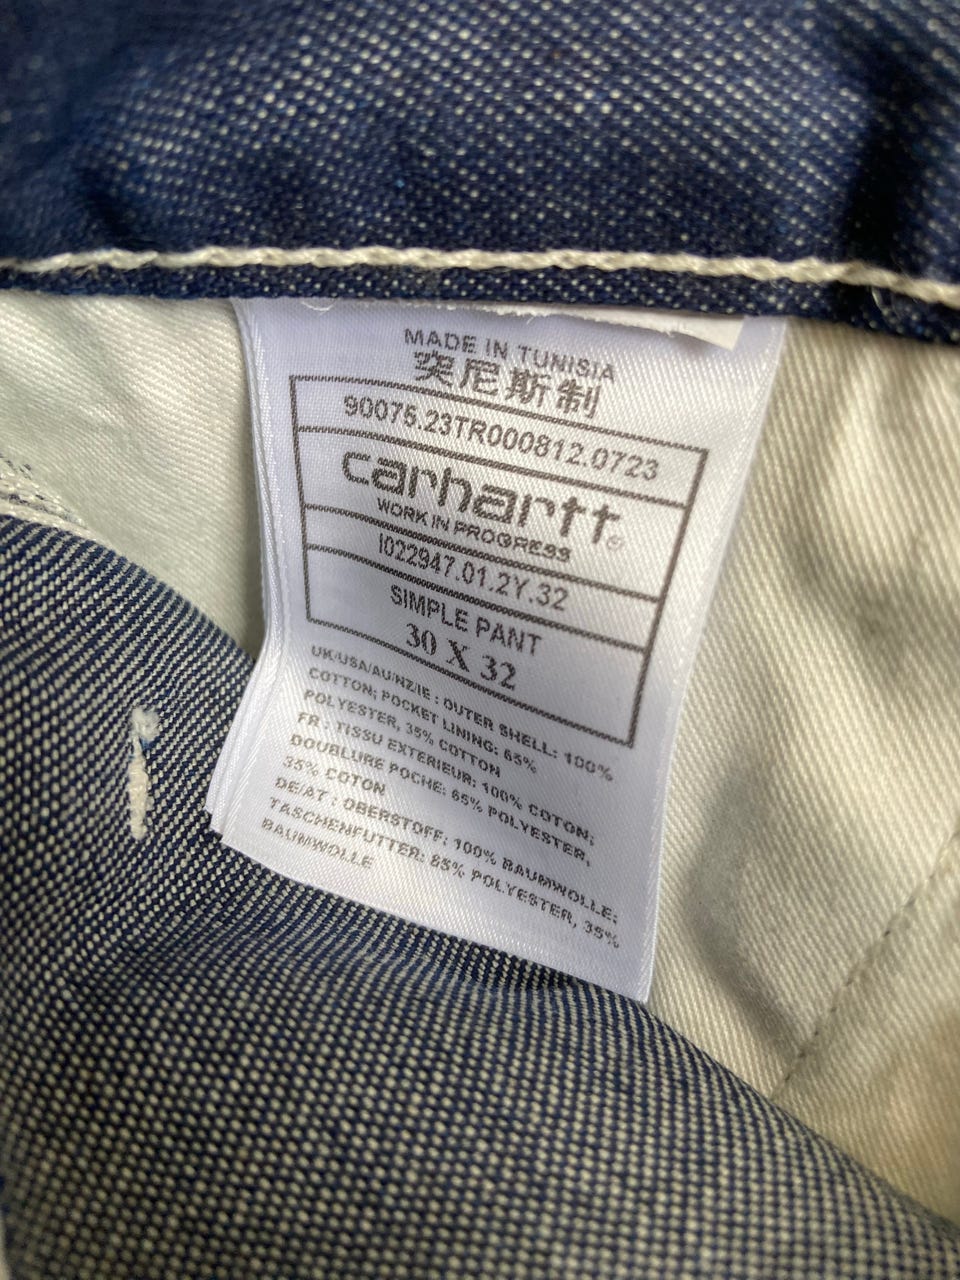 MADE IN TUNISIA
突尼斯制
90075.23TR000812.0723
carhartt®
WORK IN PROGRESS
I022947.01.2Y.32
SIMPLE PANT
30 X 32
UK/USA/AU/NZ/IE : OUTER SHELL: 100%
COTTON; POCKET LINING: 65%
POLYESTER, 35% COTTON
FR : TISSU EXTERIEUR: 100% COTON;
DOUBLURE POCHE: 65% POLYESTER,
35% COTON
DE/AT : OBERSTOFF: 100% BAUMWOLLE;
TASCHENFUTTER: 65% POLYESTER, 35%
BAUMWOLLE